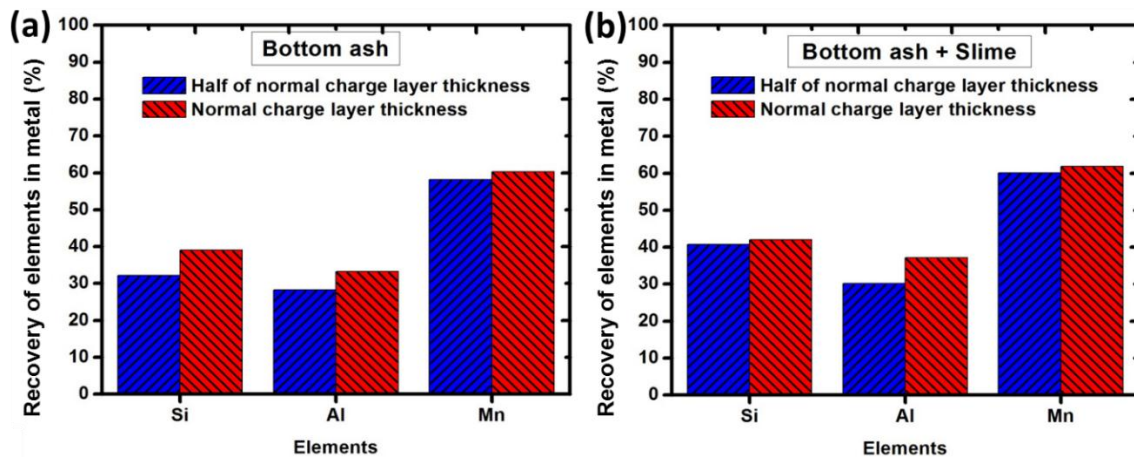 (a)
Bottom ash
Half of normal charge layer thickness
Normal charge layer thickness
Recovery of elements in metal (%)
100
90
80
70
60
50
40
30
20
10
0
Si Al Mn
Elements
(b)
Bottom ash + Slime
Half of normal charge layer thickness
Normal charge layer thickness
Recovery of elements in metal (%)
100
90
80
70
60
50
40
30
20
10
0
Si Al Mn
Elements